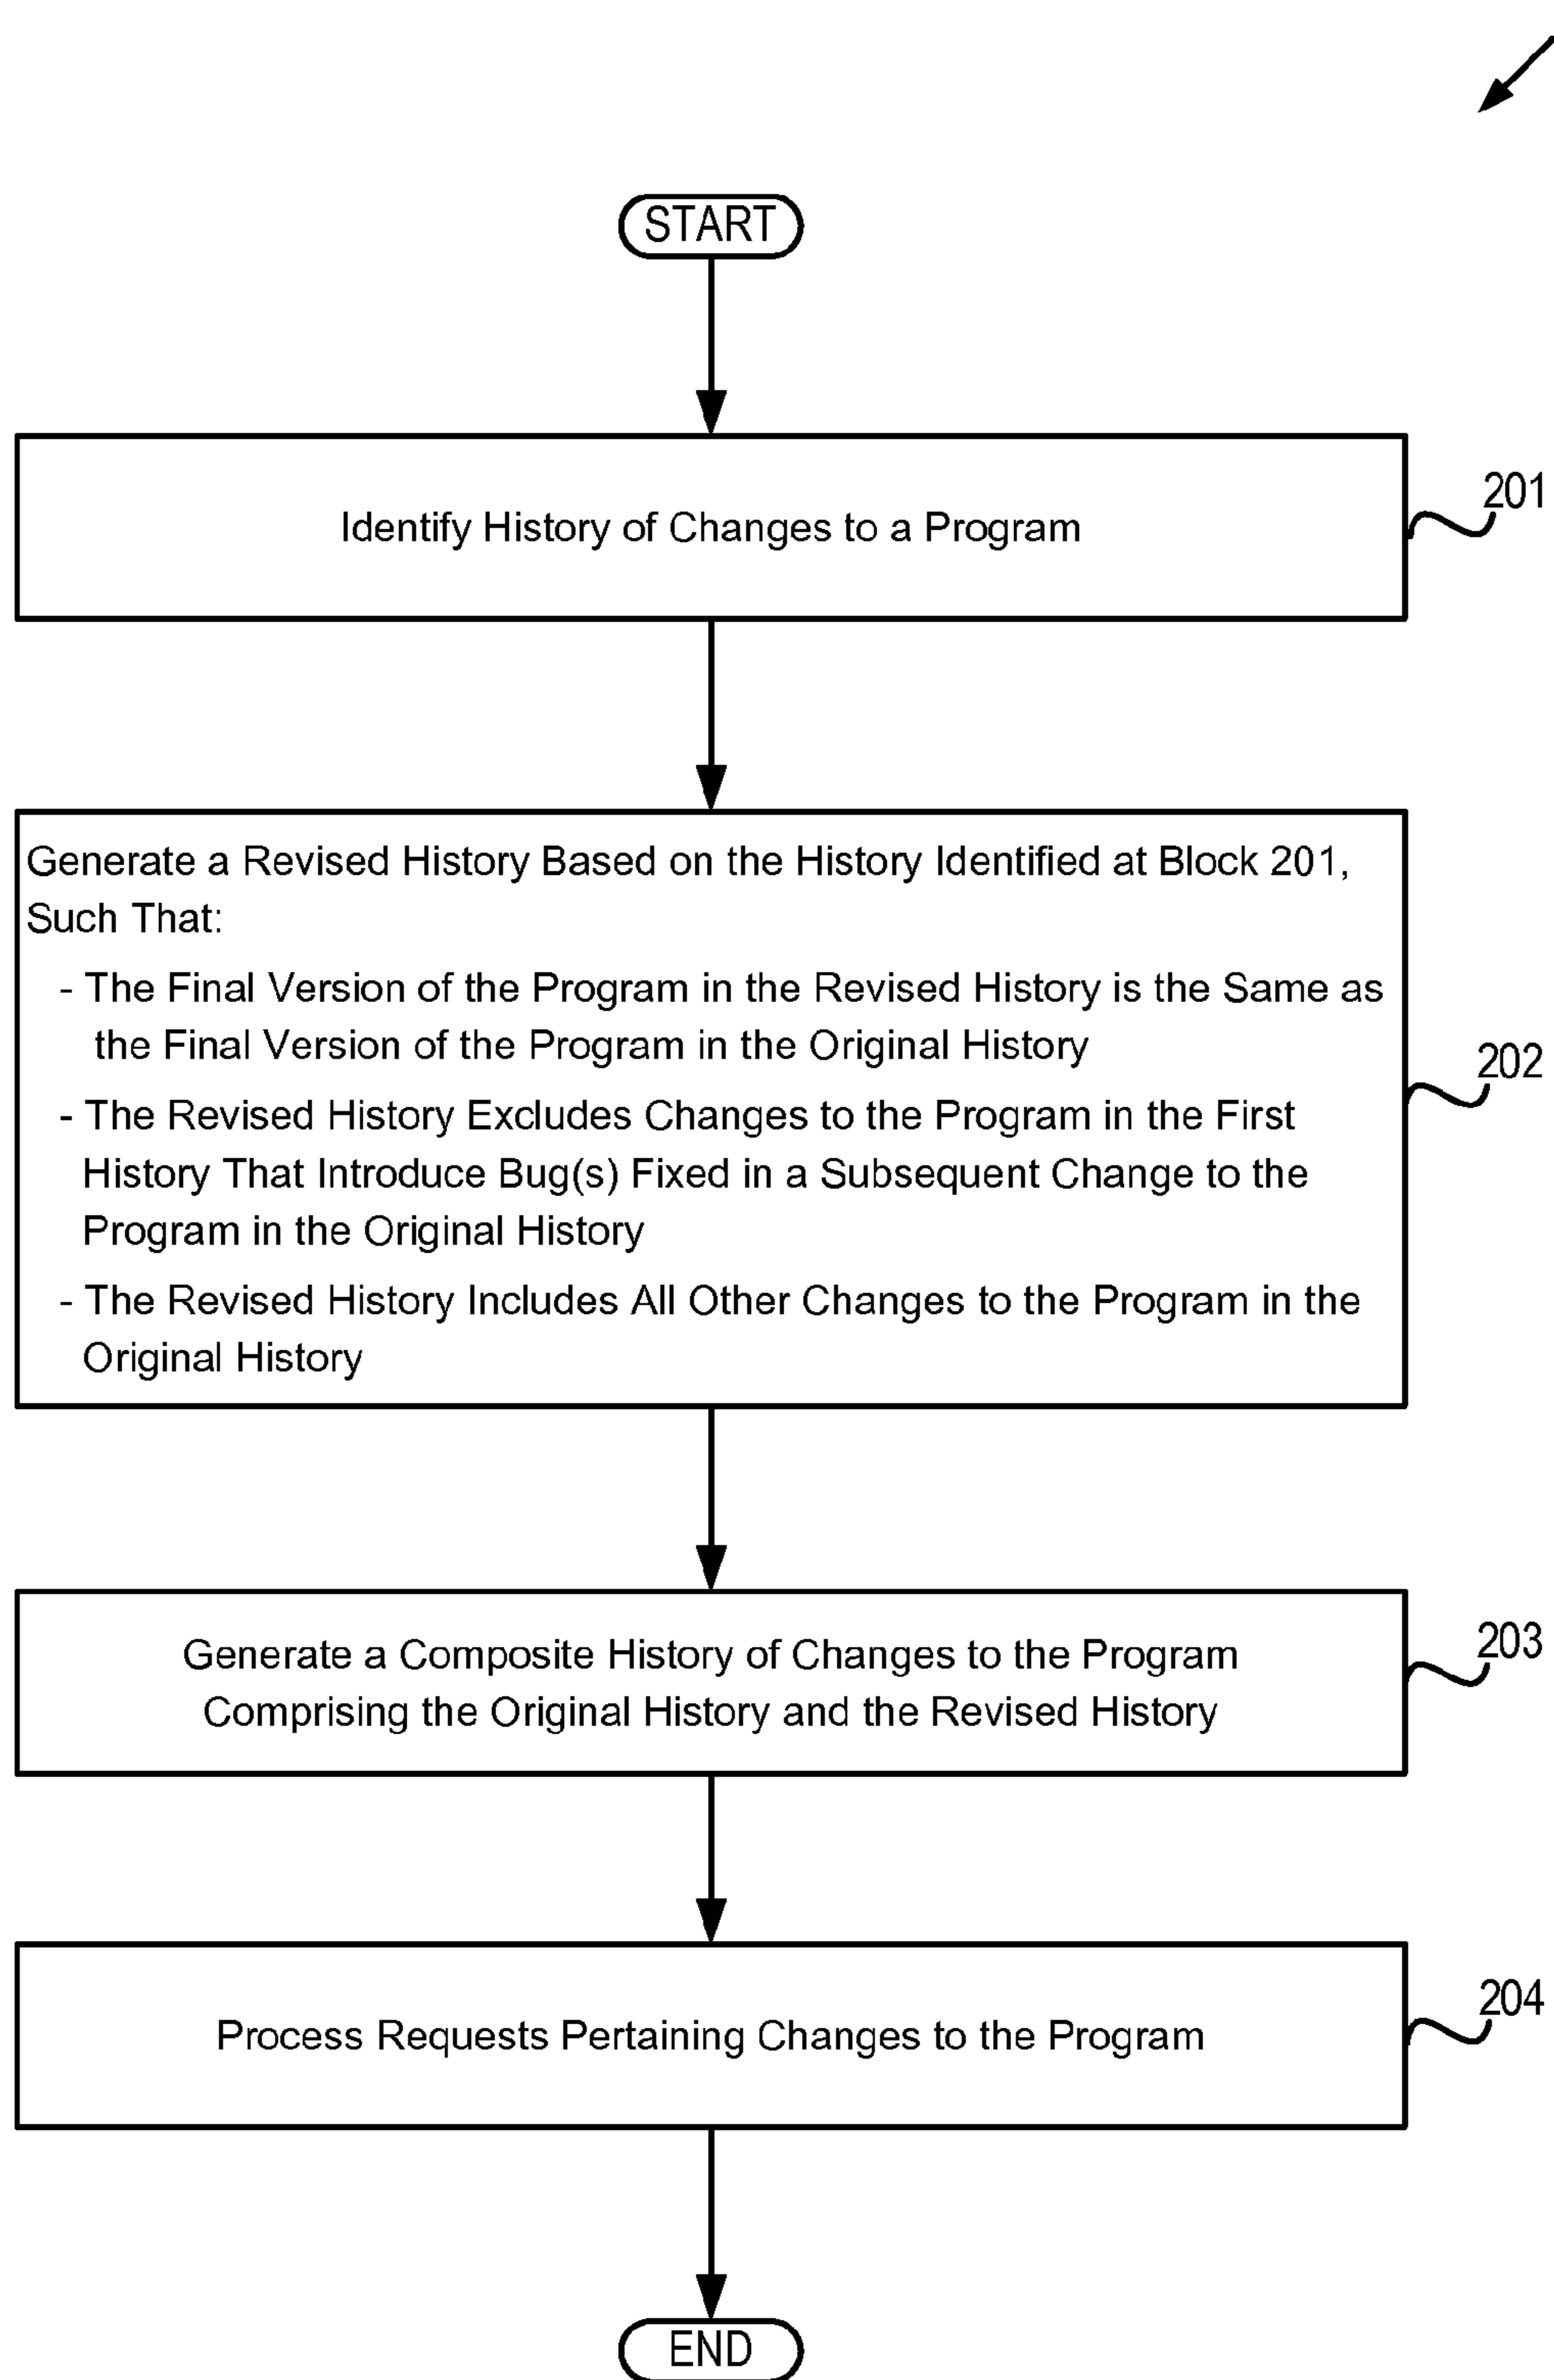 START
Identify History of Changes to a Program
201
Generate a Revised History Based on the History Identified at Block 201,
Such That:
- The Final Version of the Program in the Revised History is the Same as
the Final Version of the Program in the Original History
- The Revised History Excludes Changes to the Program in the First
History That Introduce Bug(s) Fixed in a Subsequent Change to the
Program in the Original History
- The Revised History Includes All Other Changes to the Program in the
Original History
202
Generate a Composite History of Changes to the Program
Comprising the Original History and the Revised History
203
Process Requests Pertaining Changes to the Program
204
END